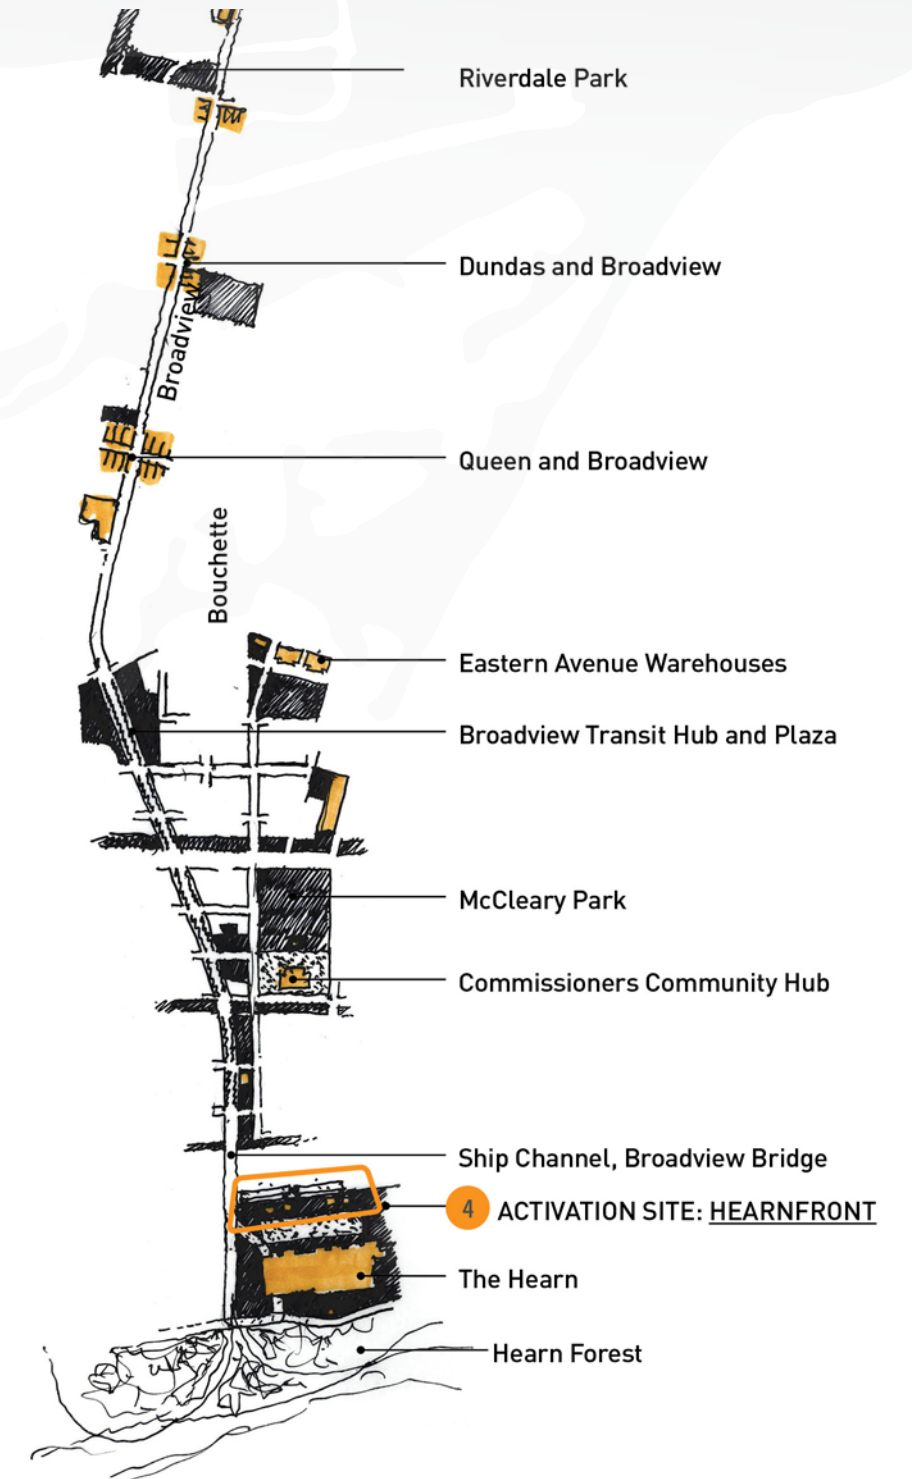 Riverdale Park
Dundas and Broadview
Broadview
Queen and Broadview
Bouchette
Eastern Avenue Warehouses
Broadview Transit Hub and Plaza
McCleary Park
Commissioners Community Hub
Ship Channel, Broadview Bridge
4 ACTIVATION SITE: HEARNFRONT
The Hearn
Hearn Forest